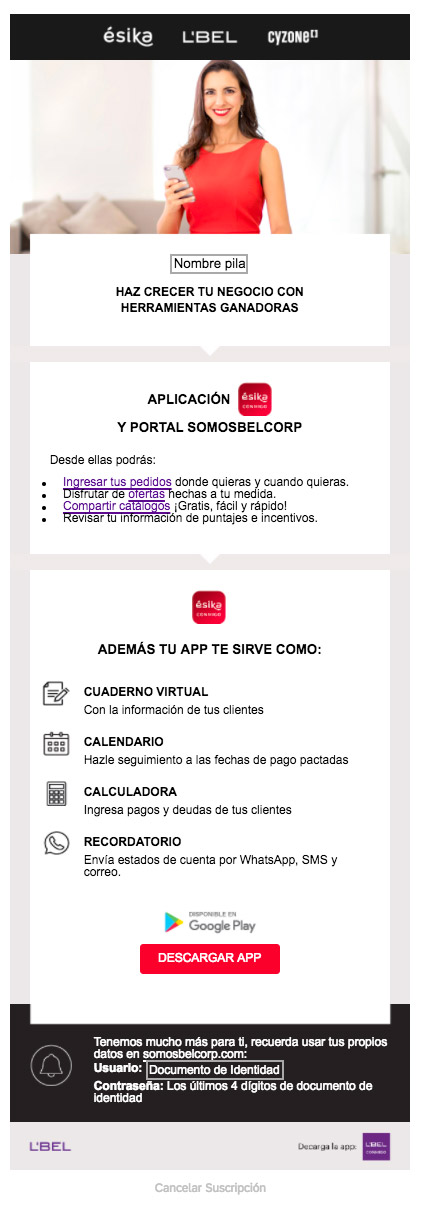 ésika L'BEL cyzone
Nombre pila
HAZ CRECER TU NEGOCIO CON
HERRAMIENTAS GANADORAS
APLICACIÓN ésika CONMIGO
Y PORTAL SOMOSBELCORP
Desde ellas podrás:
Ingresar tus pedidos donde quieras y cuando quieras.
Disfrutar de ofertas hechas a tu medida.
Compartir catálogos ¡Gratis, fácil y rápido!
Revisar tu información de puntajes e incentivos.
ésika CONMIGO
ADEMÁS TU APP TE SIRVE COMO:
CUADERNO VIRTUAL
Con la información de tus clientes
CALENDARIO
Hazle seguimiento a las fechas de pago pactadas
CALCULADORA
Ingresa pagos y deudas de tus clientes
RECORDATORIO
Envía estados de cuenta por WhatsApp, SMS y
correo.
DISPONIBLE EN
Google Play
DESCARGAR APP
Tenemos mucho más para ti, recuerda usar tus propios
datos en somosbelcorp.com:
Usuario: Documento de Identidad
Contraseña: Los últimos 4 dígitos de documento de
identidad
L'BEL Decarga la app: L'BEL CONMIGO
Cancelar Suscripción